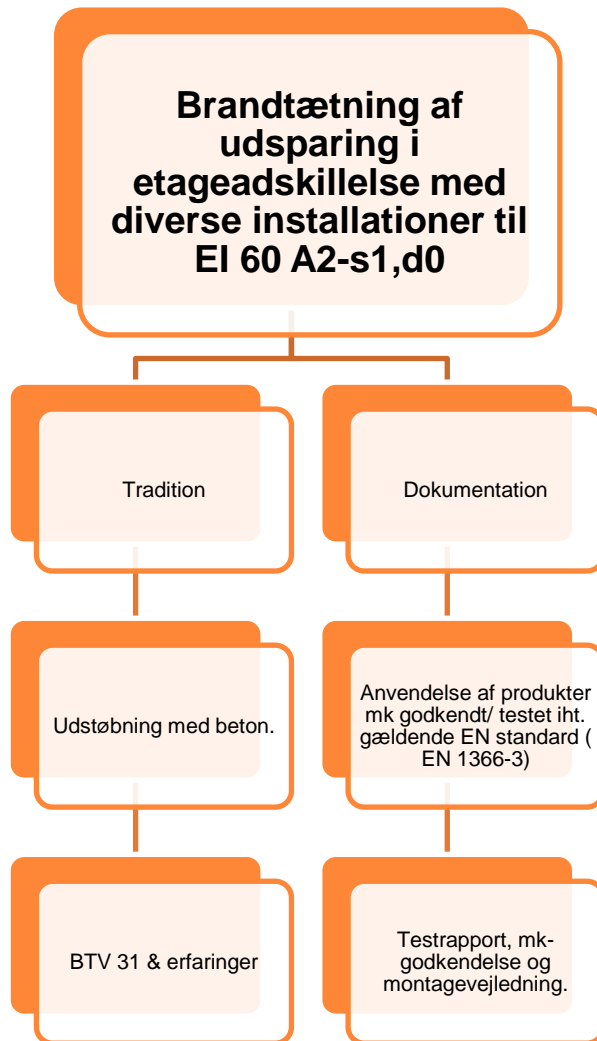 Brandtætning af
udsparing i
etageadskillelse med
diverse installationer til
EI 60 A2-s1,d0
Tradition
Dokumentation
Udstøbning med beton.
Anvendelse af produkter
mk godkendt/ testet iht.
gældende EN standard (
EN 1366-3)
BTV 31 & erfaringer
Testrapport, mk-
godkendelse og
montagevejledning.